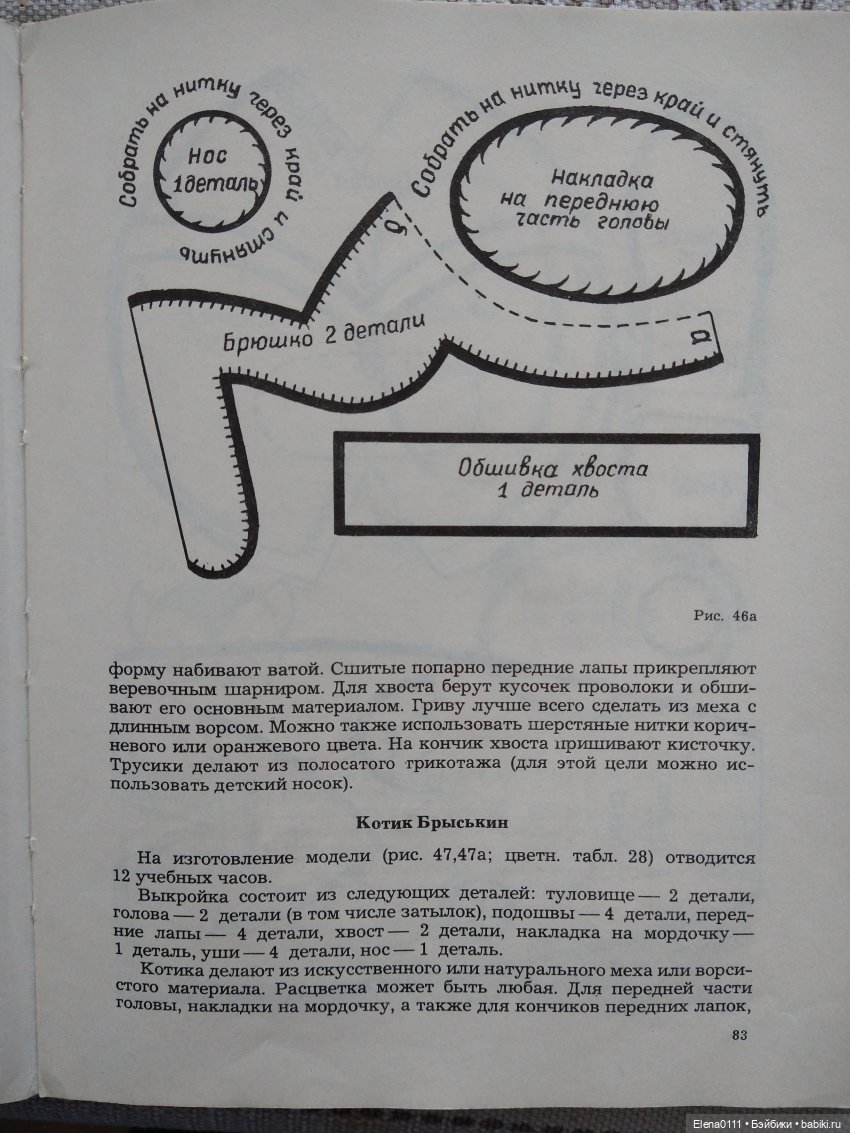 Собрать на нитку через край и стянуть
Нос
1 деталь
Собрать на нитку через край и стянуть
Накладка
на переднюю
часть головы
б
Брюшко 2 детали
а
Обшивка хвоста
1 деталь
Рис. 46а
форму набивают ватой. Сшитые попарно передние лапы прикрепляют
веревочным шарниром. Для хвоста берут кусочек проволоки и обши-
вают его основным материалом. Гриву лучше всего сделать из меха с
длинным ворсом. Можно также использовать шерстяные нитки корич-
невого или оранжевого цвета. На кончик хвоста пришивают кисточку.
Трусики делают из полосатого трикотажа (для этой цели можно ис-
пользовать детский носок).
Котик Брыськин
На изготовление модели (рис. 47,47а; цветн. табл. 28) отводится
12 учебных часов.
Выкройка состоит из следующих деталей: туловище — 2 детали,
голова — 2 детали (в том числе затылок), подошвы — 4 детали, перед-
ние лапы — 4 детали, хвост — 2 детали, накладка на мордочку —
1 деталь, уши — 4 детали, нос — 1 деталь.
Котика делают из искусственного или натурального меха или ворси-
стого материала. Расцветка может быть любая. Для передней части
головы, накладки на мордочку, а также для кончиков передних лапок,
83
Elena0111 • Бэйбики • babiki.ru